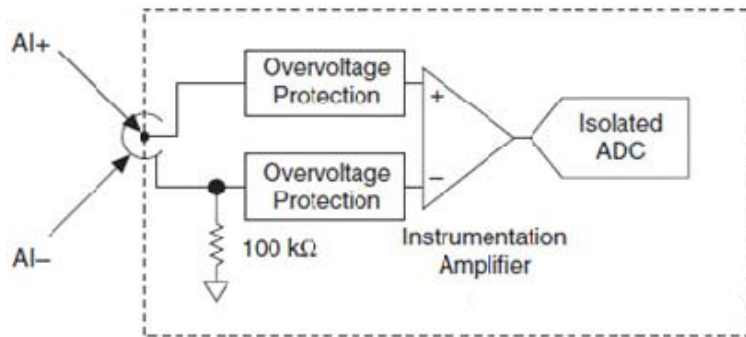 AI+
Overvoltage
Protection
+
Isolated
ADC
Overvoltage
Protection
−
AI−
100 kΩ
Instrumentation
Amplifier